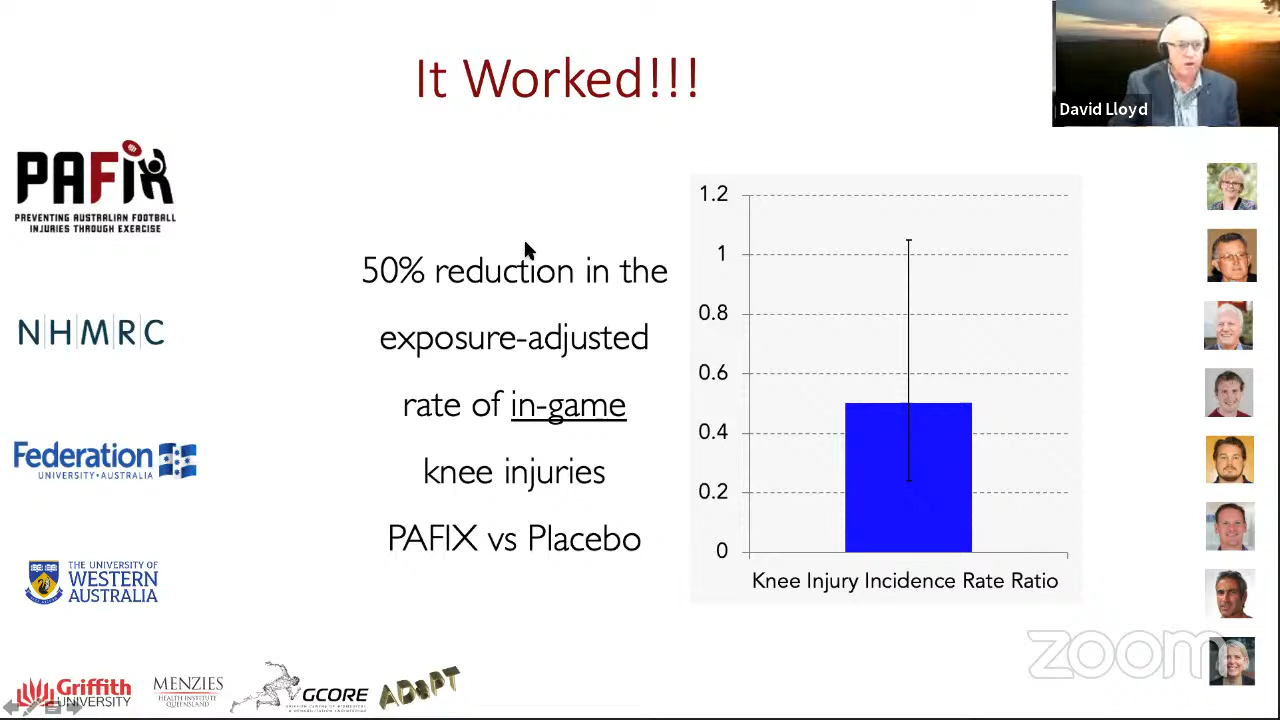 It Worked!!!
David Lloyd
PAFIX
PREVENTING AUSTRALIAN FOOTBALL
INJURIES THROUGH EXERCISE
50% reduction in the
exposure-adjusted
rate of in-game
knee injuries
PAFIX vs Placebo
1.2
1
0.8
0.6
0.4
0.2
0
Knee Injury Incidence Rate Ratio
NHMRC
Federation
UNIVERSITY•AUSTRALIA
THE UNIVERSITY OF
WESTERN
AUSTRALIA
Griffith
UNIVERSITY
MENZIES
HEALTH INSTITUTE
QUEENSLAND
GCORE
ADAPT
zoom